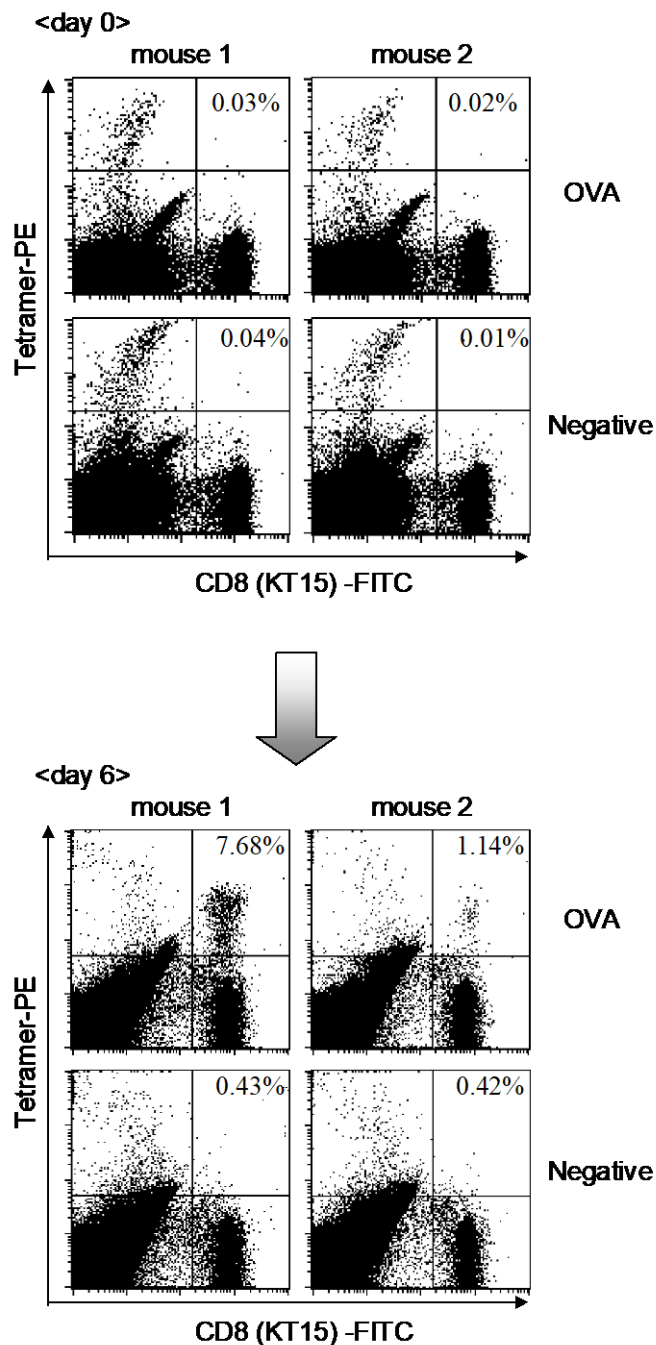 <day 0>
mouse 1 mouse 2
0.03% 0.02%
OVA
Tetramer-PE
0.04% 0.01%
Negative
CD8 (KT15) -FITC
<day 6>
mouse 1 mouse 2
7.68% 1.14%
OVA
Tetramer-PE
0.43% 0.42%
Negative
CD8 (KT15) -FITC